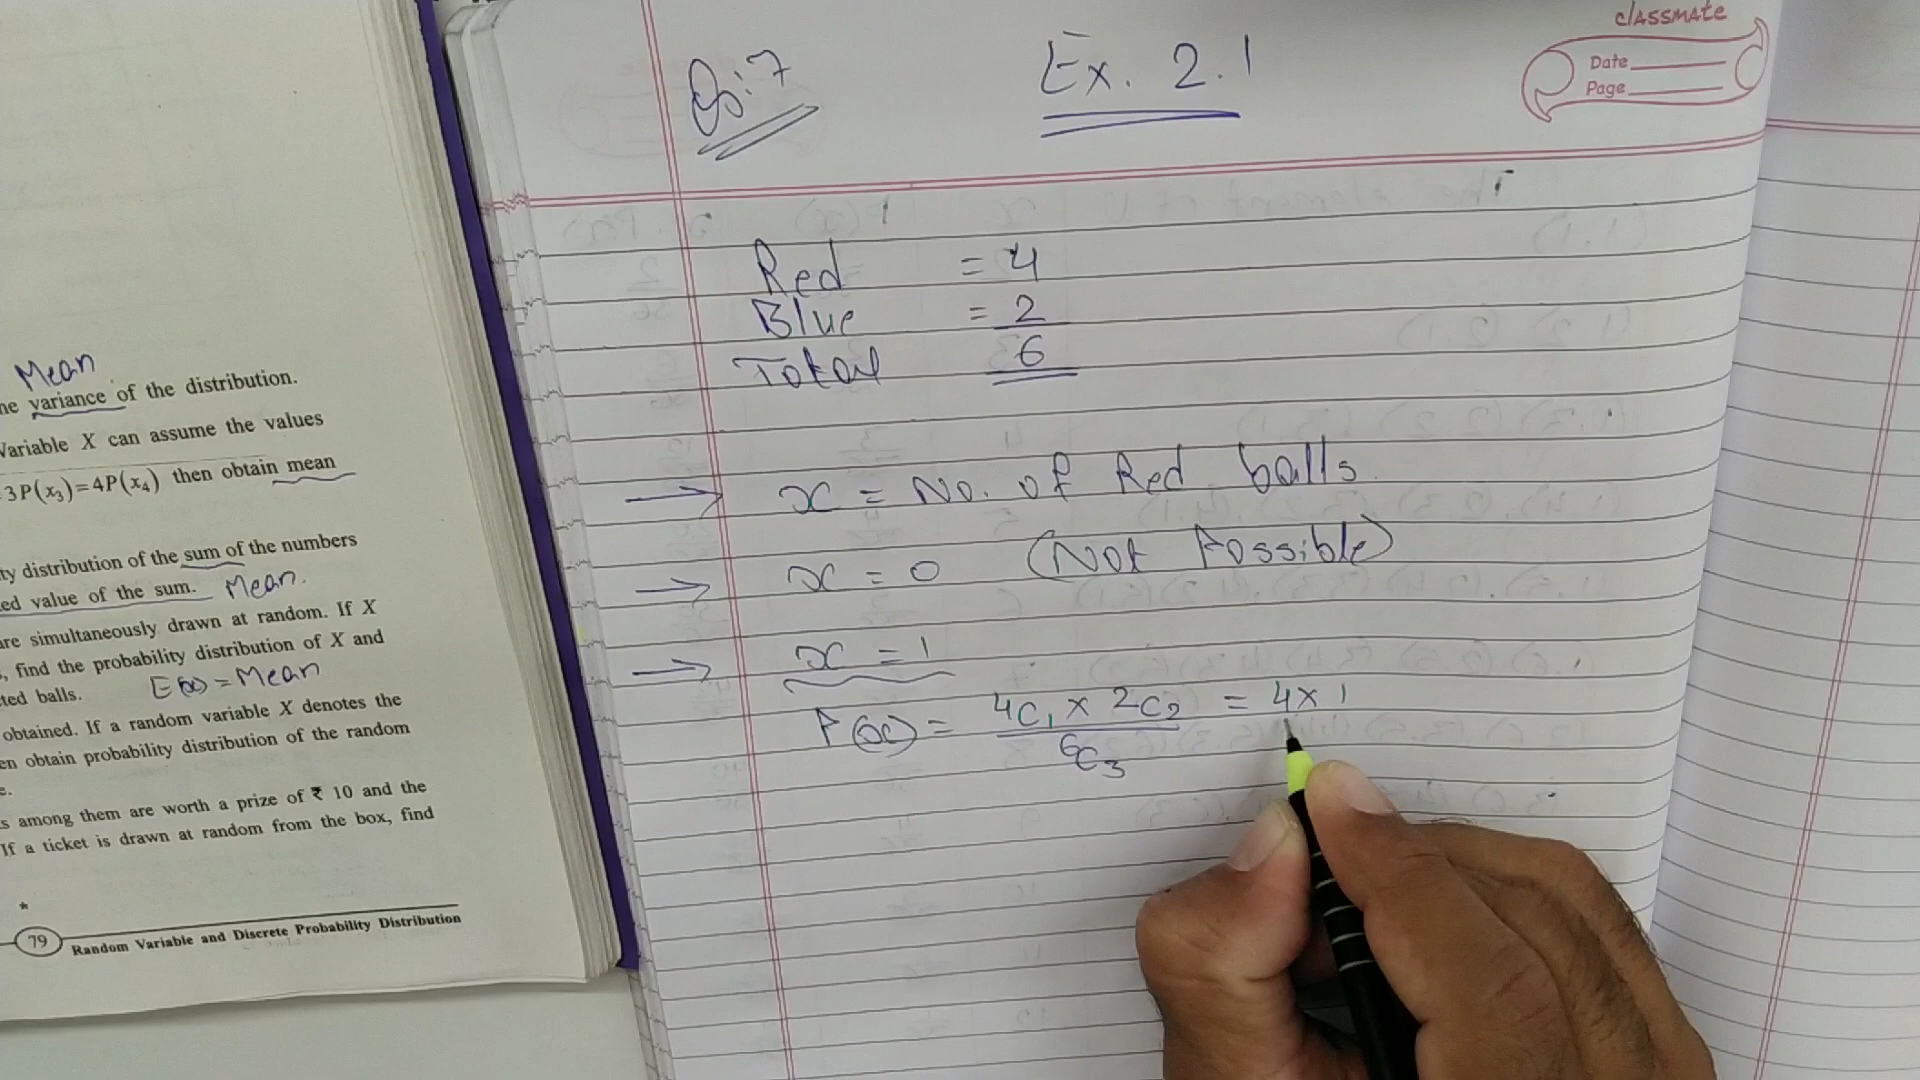 Mean
variance of the distribution.
Variable X can assume the values
3P(x₃)=4P(x₄) then obtain mean
distribution of the sum of the numbers
value of the sum. Mean.
simultaneously drawn at random. If X
, find the probability distribution of X and
balls.
E(x) = Mean
obtained. If a random variable X denotes the
obtain probability distribution of the random
among them are worth a prize of ₹ 10 and the
If a ticket is drawn at random from the box, find
*
79 Random Variable and Discrete Probability Distribution
classmate
Date
Page
Q:7
Ex. 2.1
Red = 4
Blue = 2
Total 6
→ x = No. of Red balls.
→ x = 0 (Not Possible)
→ x = 1
P(x) = 4C₁ × 2C₂ = 4×1
6C₃